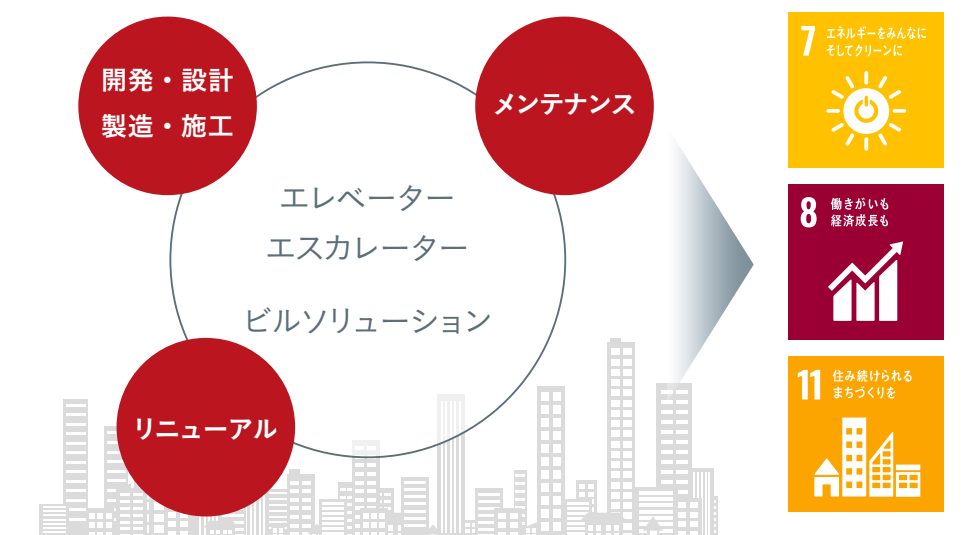 開発・設計
製造・施工
メンテナンス
エレベーター
エスカレーター
ビルソリューション
リニューアル
7
エネルギーをみんなに
そしてクリーンに
8
働きがいも
経済成長も
11
住み続けられる
まちづくりを